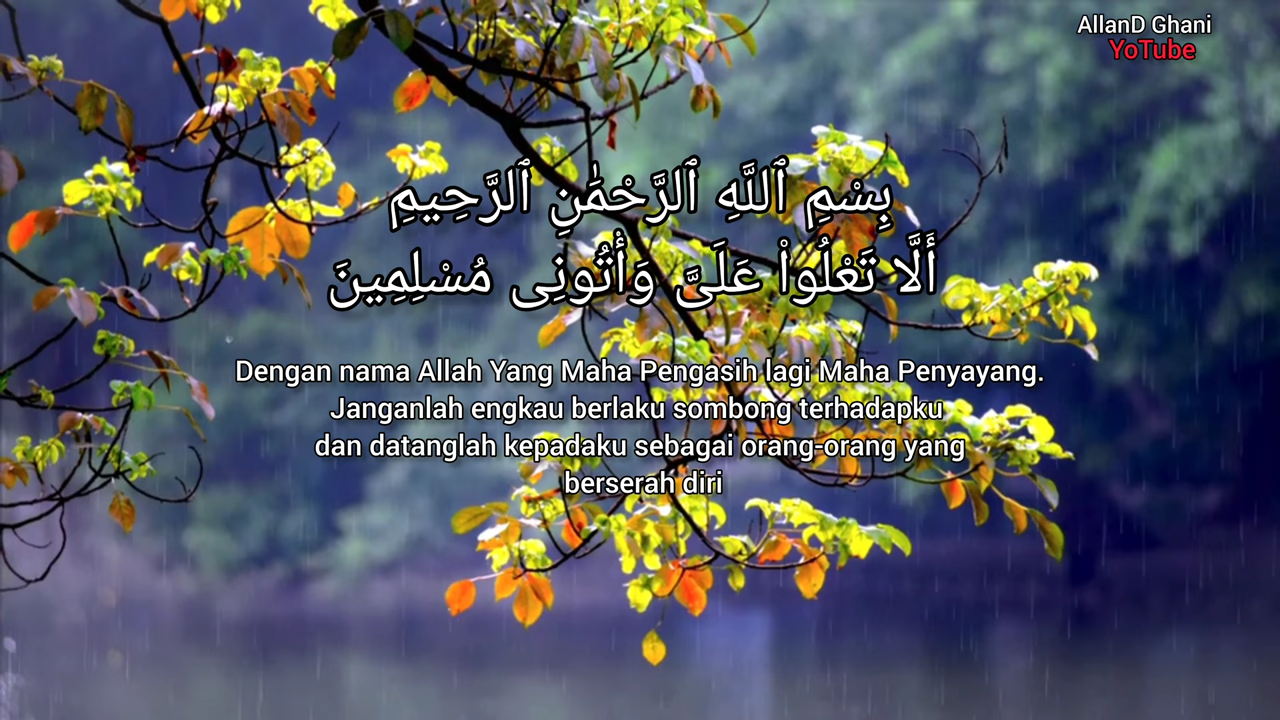 AllanD Ghani
YoTube
بِسْمِ ٱللَّهِ ٱلرَّحْمَٰنِ ٱلرَّحِيمِ
أَلَّا تَعْلُوا۟ عَلَىَّ وَأْتُونِى مُسْلِمِينَ
Dengan nama Allah Yang Maha Pengasih lagi Maha Penyayang.
Janganlah engkau berlaku sombong terhadapku
dan datanglah kepadaku sebagai orang-orang yang
berserah diri